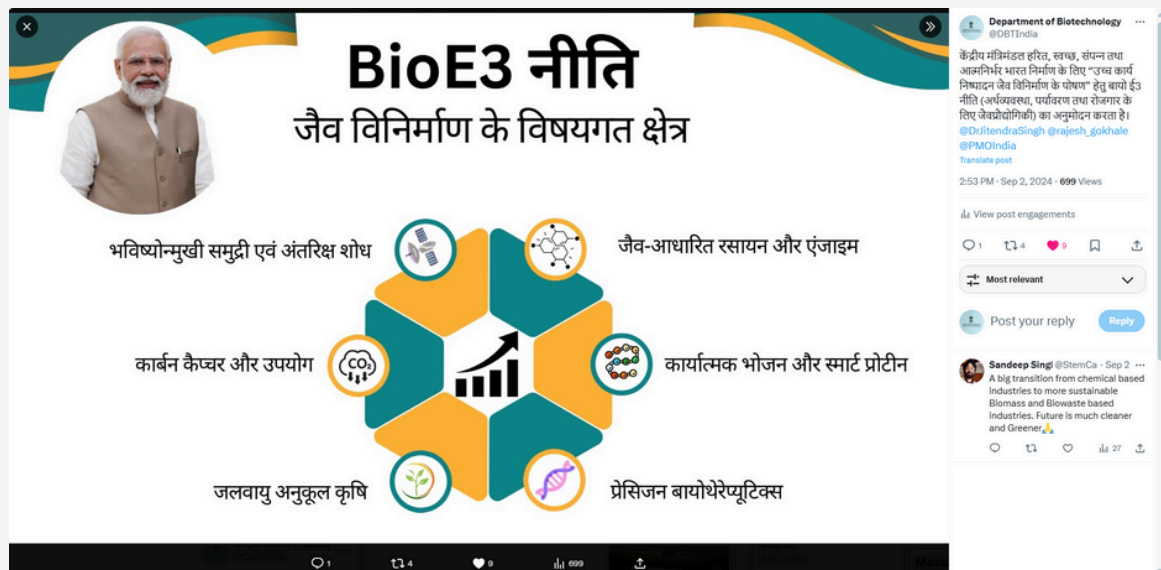 BioE3 नीति
जैव विनिर्माण के विषयगत क्षेत्र
भविष्योन्मुखी समुद्री एवं अंतरिक्ष शोध
जैव-आधारित रसायन और एंजाइम
कार्बन कैप्चर और उपयोग
CO2
कार्यात्मक भोजन और स्मार्ट प्रोटीन
जलवायु अनुकूल कृषि
प्रेसिजन बायोथेरेप्यूटिक्स
1
4
9
699
Department of Biotechnology
@DBTIndia
केंद्रीय मंत्रिमंडल हरित, स्वच्छ, संपन्न तथा
आत्मनिर्भर भारत निर्माण के लिए "उच्च कार्य
निष्पादन जैव विनिर्माण के पोषण" हेतु बायो ई3
नीति (अर्थव्यवस्था, पर्यावरण तथा रोजगार के
लिए जैवप्रौद्योगिकी) का अनुमोदन करता है।
@DrJitendraSingh @rajesh_gokhale
@PMOIndia
Translate post
2:53 PM · Sep 2, 2024 · 699 Views
View post engagements
1
4
9
Most relevant
Post your reply
Reply
Sandeep Singl @StemCa · Sep 2
A big transition from chemical based
Industries to more sustainable
Biomass and Biowaste based
Industries. Future is much cleaner
and Greener🙏
27